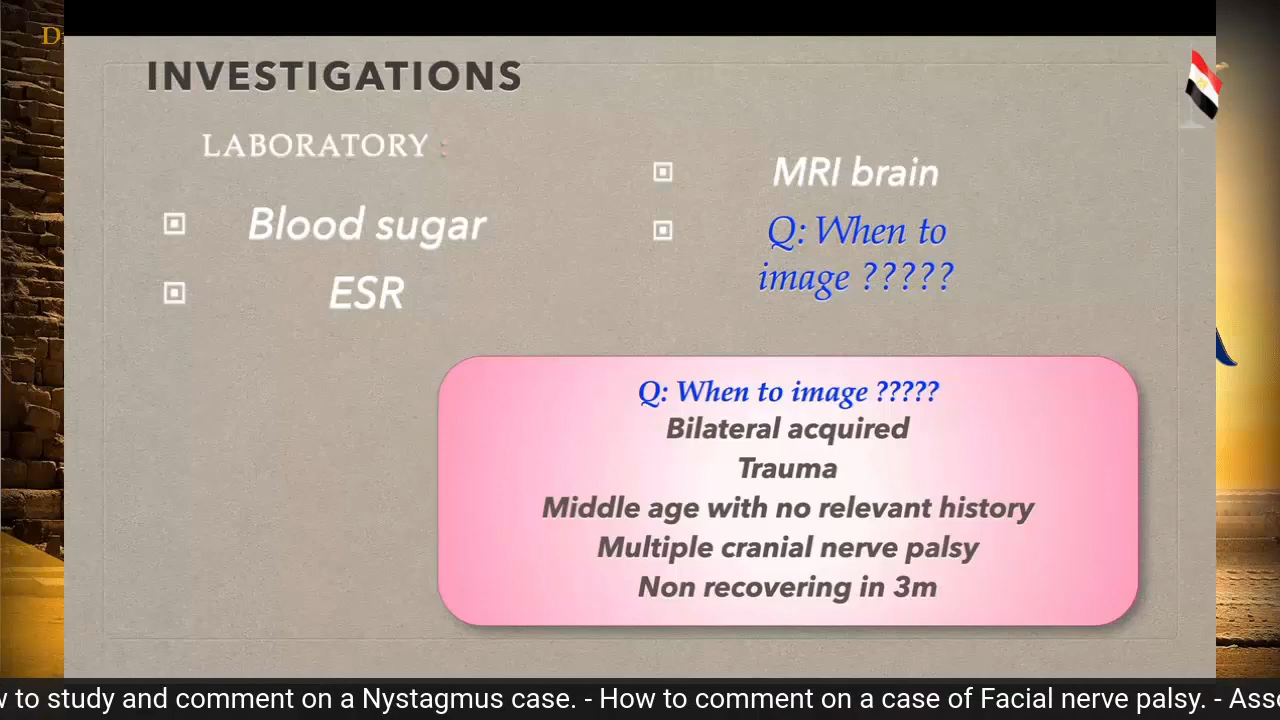 INVESTIGATIONS
LABORATORY :
Blood sugar
ESR
MRI brain
Q: When to
image ?????
Q: When to image ?????
Bilateral acquired
Trauma
Middle age with no relevant history
Multiple cranial nerve palsy
Non recovering in 3m
to study and comment on a Nystagmus case. - How to comment on a case of Facial nerve palsy. -